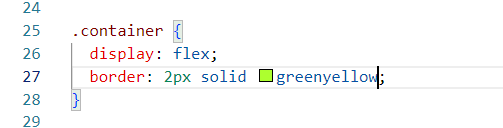 24
25 .container {
26 display: flex;
27 border: 2px solid greenyellow;
28 }
29